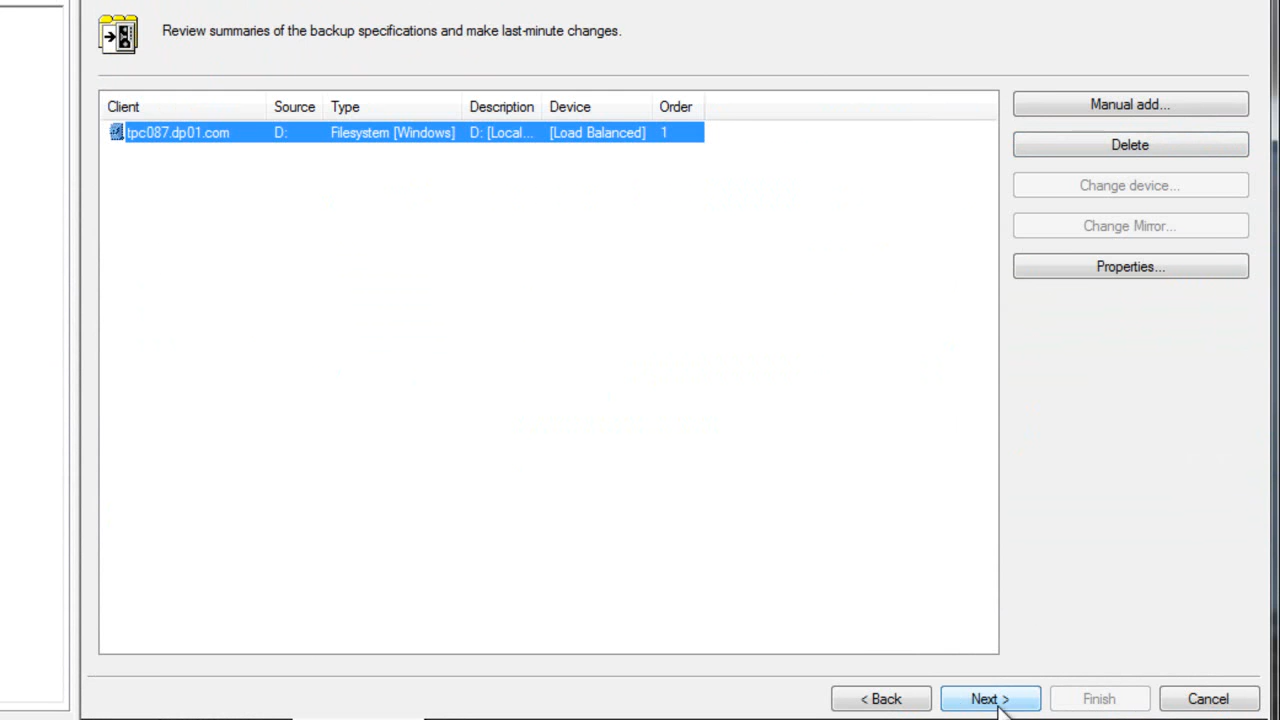 Review summaries of the backup specifications and make last-minute changes.
Client Source Type Description Device Order
tpc087.dp01.com D: Filesystem [Windows] D: [Local... [Load Balanced] 1
Manual add...
Delete
Change device...
Change Mirror...
Properties...
< Back Next > Finish Cancel